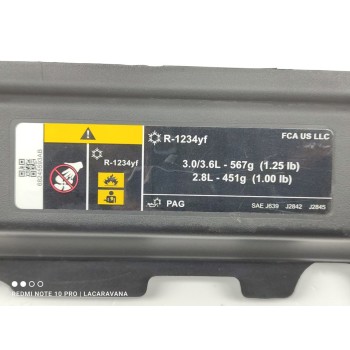 R-1234yf
FCA US LLC
R-1234yf
3.0/3.6L - 567g (1.25 lb)
2.8L - 451g (1.00 lb)
PAG
SAE J639 J2842 J2845
REDMI NOTE 10 PRO | LACARAVANA